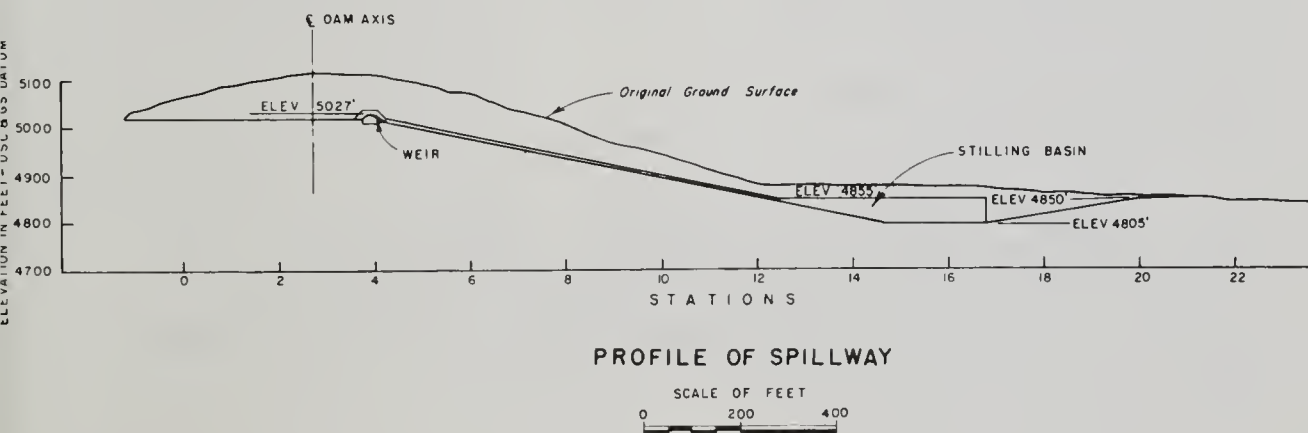 ℄ DAM AXIS
ELEVATION IN FEET - USC & GS DATUM
5100
5000
4900
4800
4700
ELEV 5027'
WEIR
Original Ground Surface
STILLING BASIN
ELEV 4855'
ELEV 4850'
ELEV 4805'
0 2 4 6 8 10 12 14 16 18 20 22
STATIONS
PROFILE OF SPILLWAY
SCALE OF FEET
0 200 400